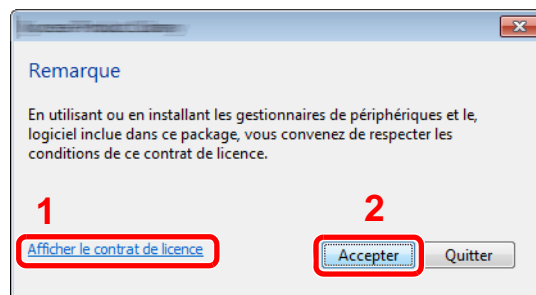 Remarque
En utilisant ou en installant les gestionnaires de périphériques et le,
logiciel inclue dans ce package, vous convenez de respecter les
conditions de ce contrat de licence.
1
2
Afficher le contrat de licence
Accepter
Quitter